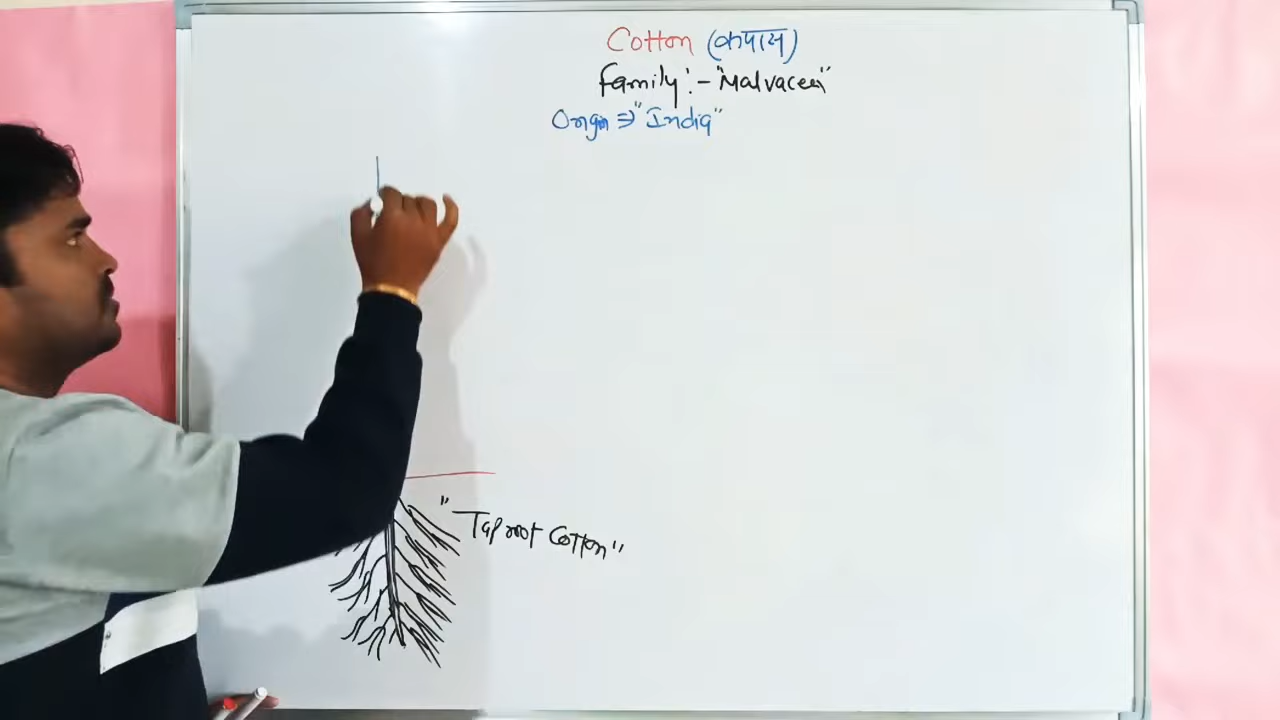 Cotton (कपास)
Family :- "Malvaceae"
Origin ⇒ "India"
" Tap root Cotton "